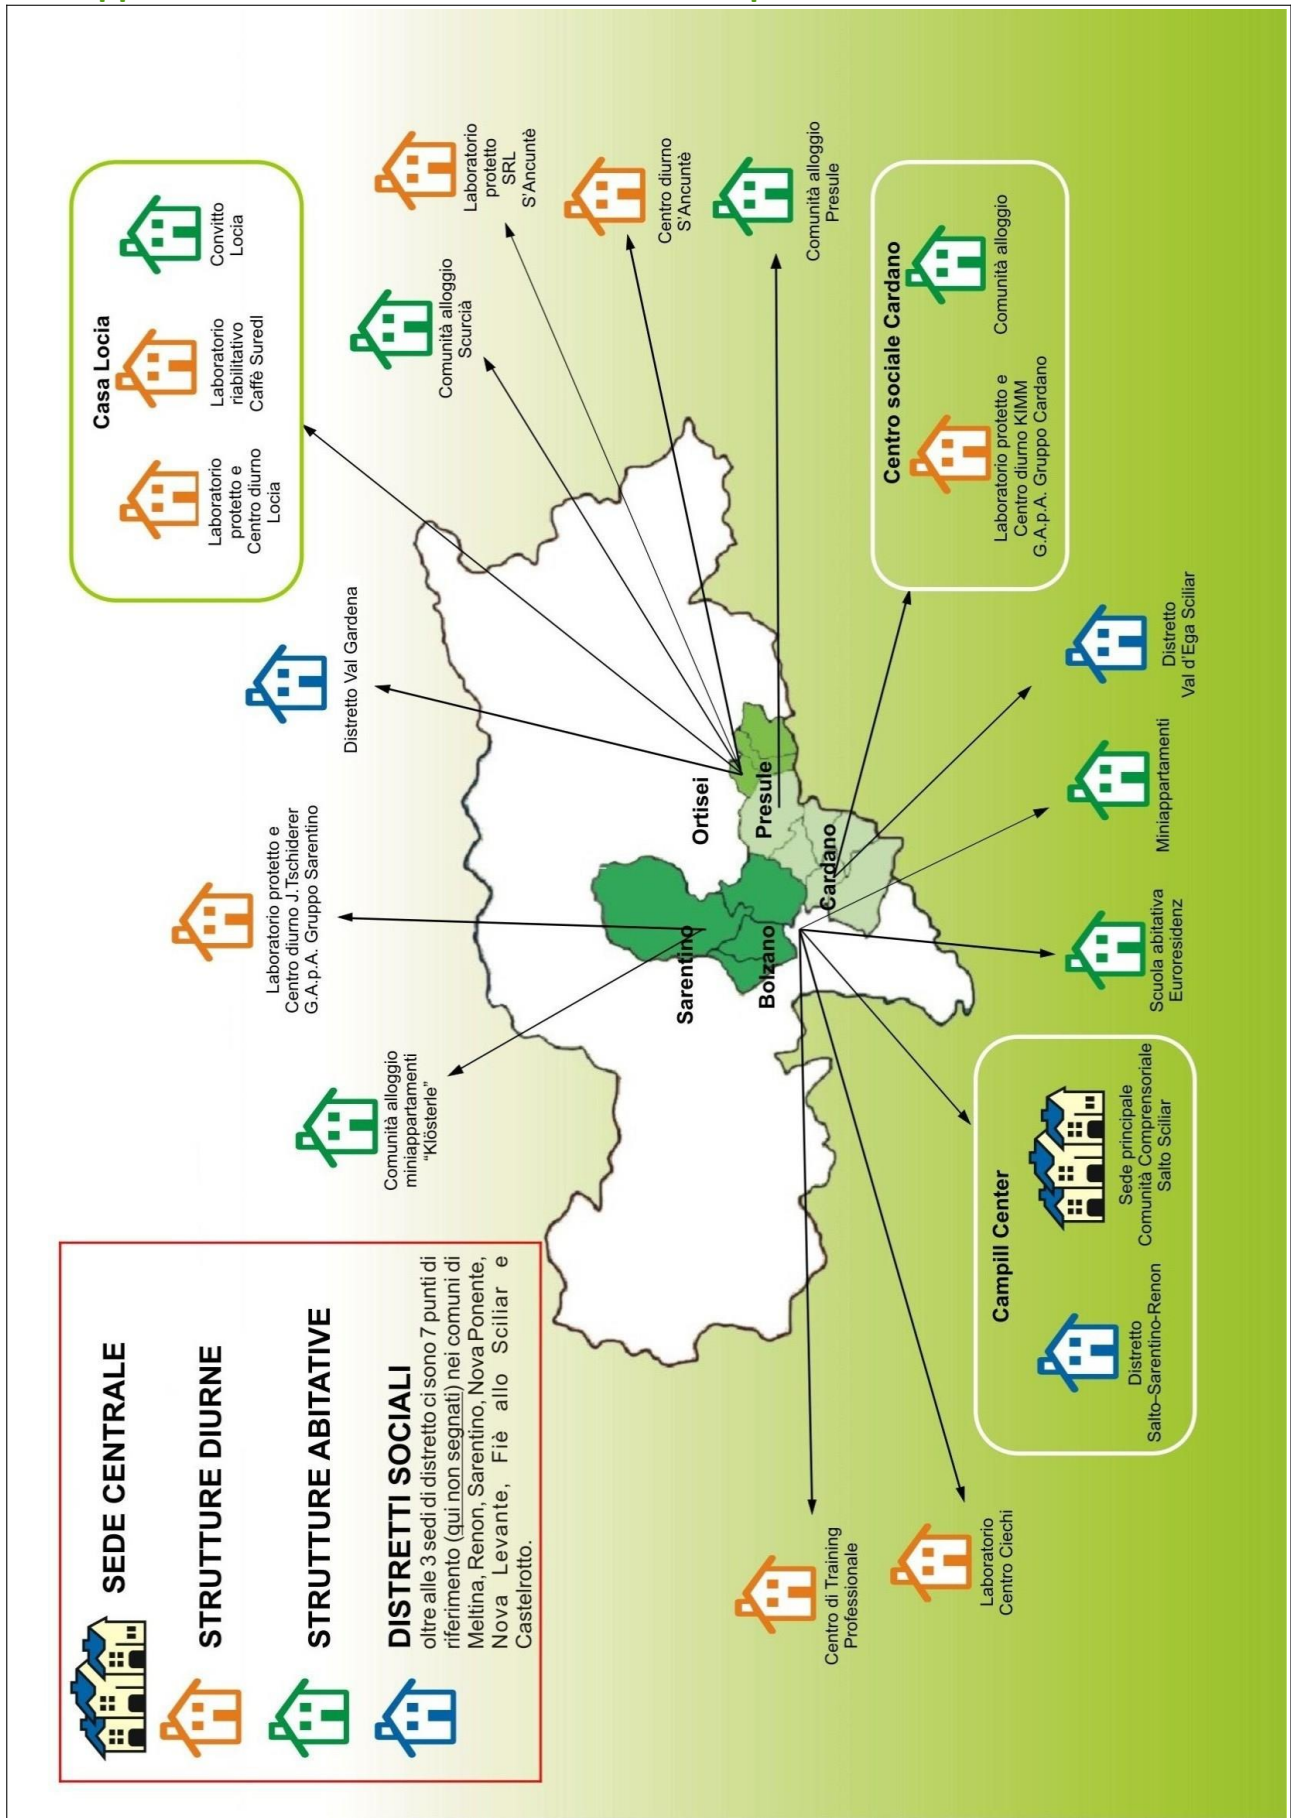 SEDE CENTRALE
STRUTTURE DIURNE
STRUTTURE ABITATIVE
DISTRETTI SOCIALI
oltre alle 3 sedi di distretto ci sono 7 punti di
riferimento (qui non segnati) nei comuni di
Meltina, Renon, Sarentino, Nova Ponente,
Nova Levante, Fiè allo Sciliar e
Castelrotto.
Comunità alloggio
miniappartamenti
“Klösterle”
Laboratorio protetto e
Centro diurno J.Tschiderer
G.A.p.A. Gruppo Sarentino
Distretto Val Gardena
Casa Locia
Laboratorio
protetto e
Centro diurno
Locia
Laboratorio
riabilitativo
Caffè Suredl
Convitto
Locia
Comunità alloggio
Scurcià
Laboratorio
protetto
SRL
S’Ancuntè
Centro diurno
S’Ancuntè
Comunità alloggio
Presule
Sarentino
Bolzano
Ortisei
Presule
Cardano
Centro sociale Cardano
Laboratorio protetto e
Centro diurno KIMM
G.A.p.A. Gruppo Cardano
Comunità alloggio
Centro di Training
Professionale
Laboratorio
Centro Ciechi
Campill Center
Distretto
Salto–Sarentino-Renon
Sede principale
Comunità Comprensoriale
Salto Sciliar
Scuola abitativa
Euroresidenz
Miniappartamenti
Distretto
Val d’Ega Sciliar